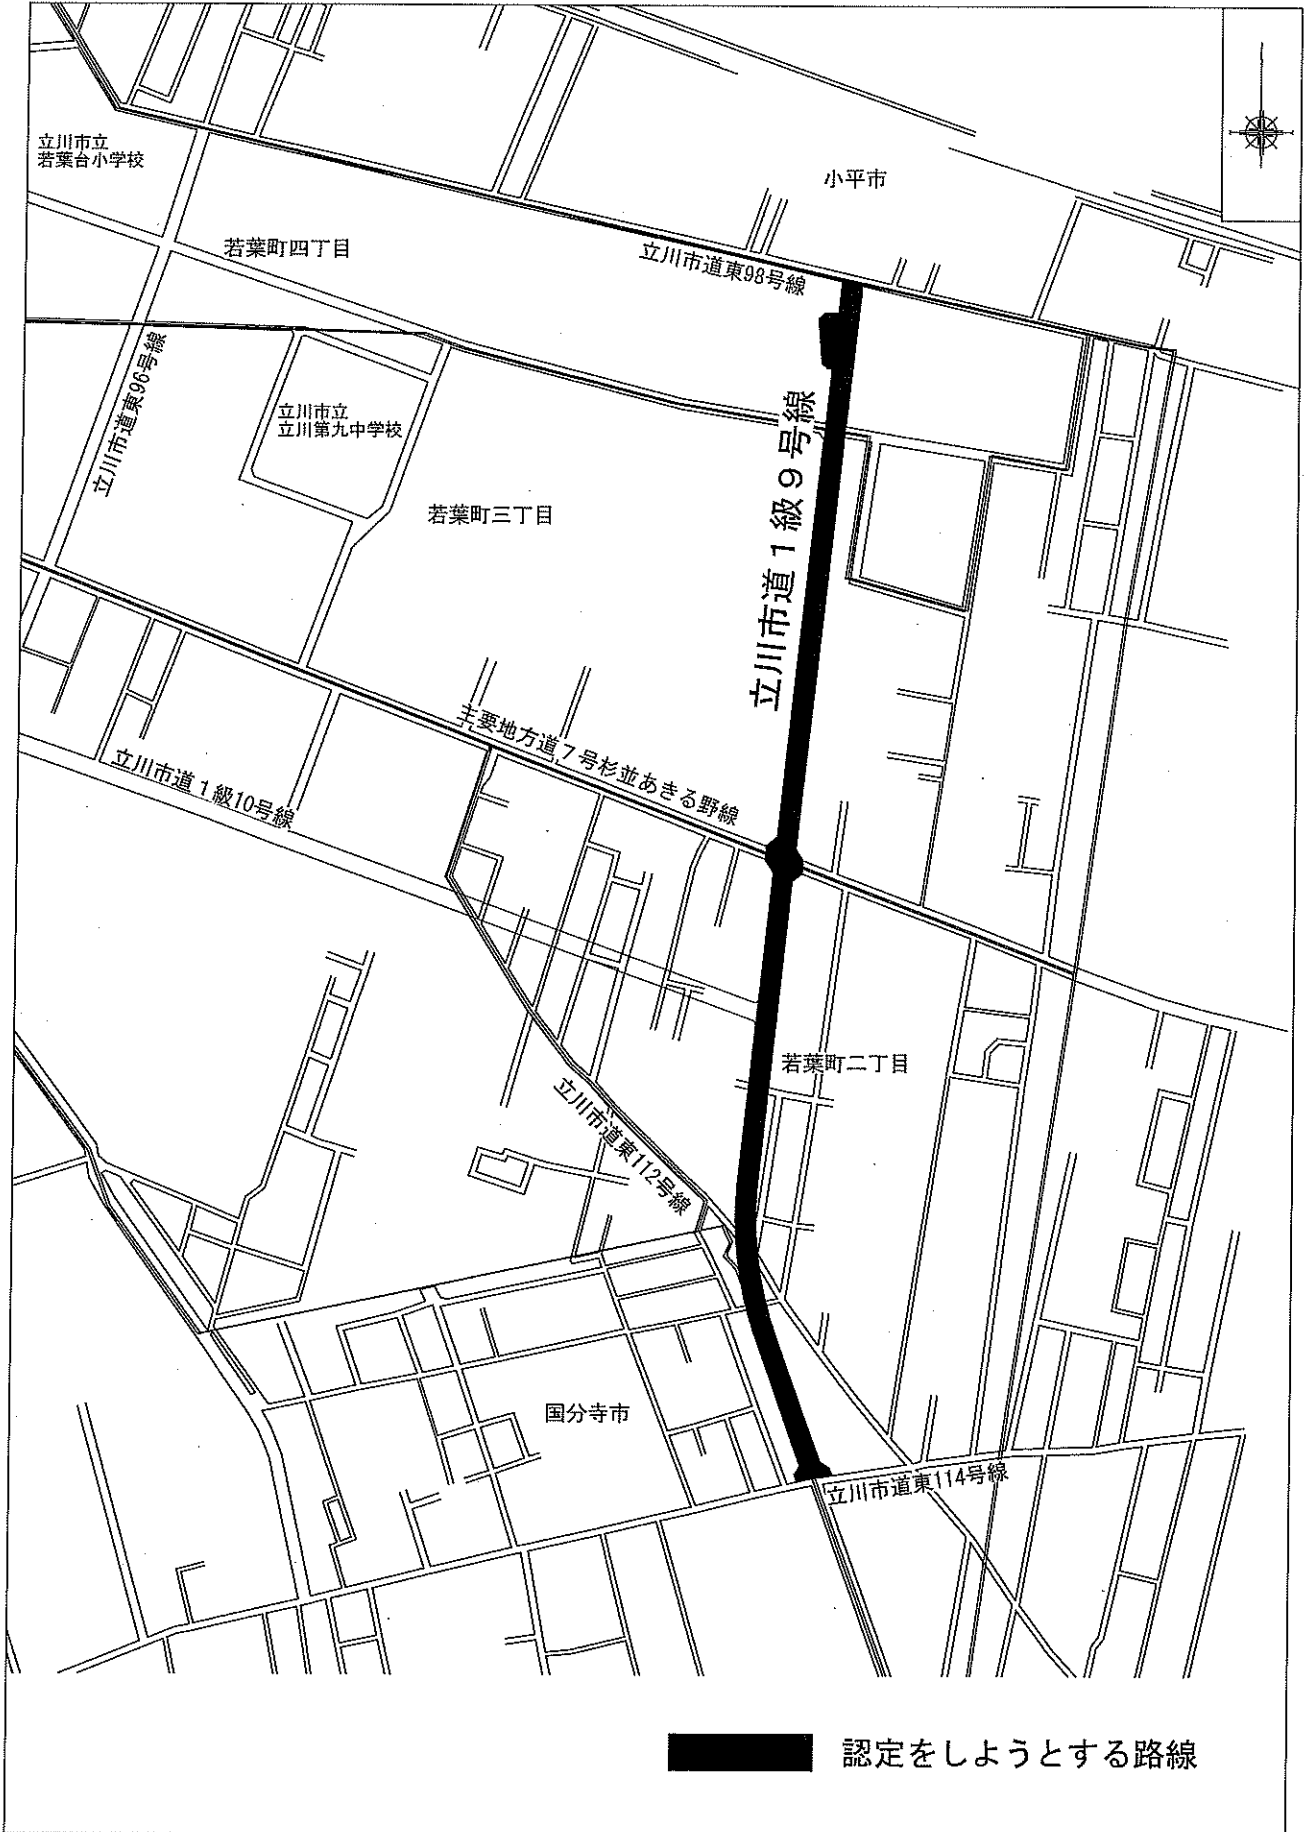 立川市立
若葉台小学校
小平市
若葉町四丁目
立川市道東98号線
立川市道東96号線
立川市立
立川第九中学校
立川市道１級９号線
若葉町三丁目
主要地方道７号杉並あきる野線
立川市道１級10号線
若葉町二丁目
立川市道東112号線
国分寺市
立川市道東114号線
認定をしようとする路線